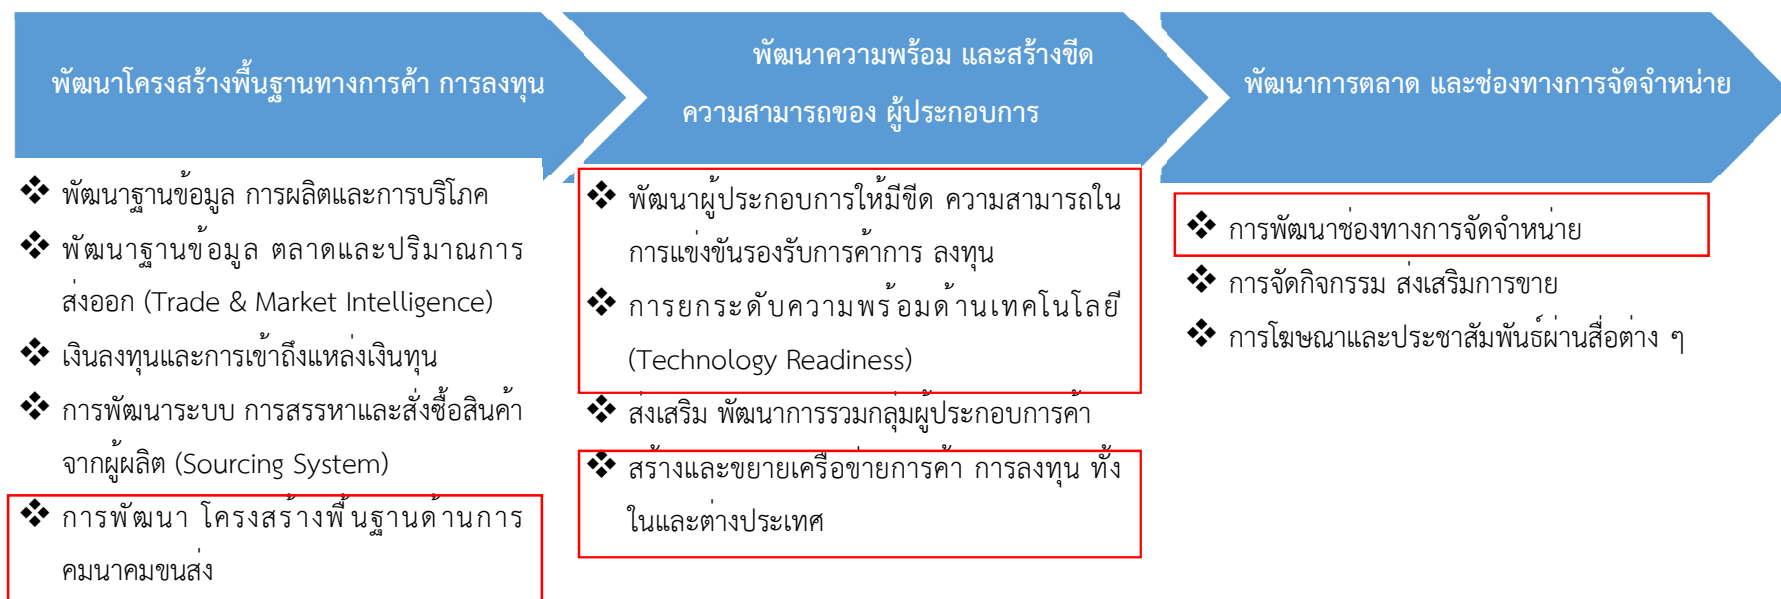 พัฒนาโครงสร้างพื้นฐานทางการค้า การลงทุน
❖ พัฒนาฐานข้อมูล การผลิตและการบริโภค
❖ พัฒนาฐานข้อมูล ตลาดและปริมาณการ
ส่งออก (Trade & Market Intelligence)
❖ เงินลงทุนและการเข้าถึงแหล่งเงินทุน
❖ การพัฒนาระบบ การสรรหาและสั่งซื้อสินค้า
จากผู้ผลิต (Sourcing System)
❖ การพัฒนา โครงสร้างพื้นฐานด้านการ
คมนาคมขนส่ง
พัฒนาความพร้อม และสร้างขีด
ความสามารถของ ผู้ประกอบการ
❖ พัฒนาผู้ประกอบการให้มีขีด ความสามารถใน
การแข่งขันรองรับการค้าการ ลงทุน
❖ การยกระดับความพร้อมด้านเทคโนโลยี
(Technology Readiness)
❖ ส่งเสริม พัฒนาการรวมกลุ่มผู้ประกอบการค้า
❖ สร้างและขยายเครือข่ายการค้า การลงทุน ทั้ง
ในและต่างประเทศ
พัฒนาการตลาด และช่องทางการจัดจำหน่าย
❖ การพัฒนาช่องทางการจัดจำหน่าย
❖ การจัดกิจกรรม ส่งเสริมการขาย
❖ การโฆษณาและประชาสัมพันธ์ผ่านสื่อต่าง ๆ